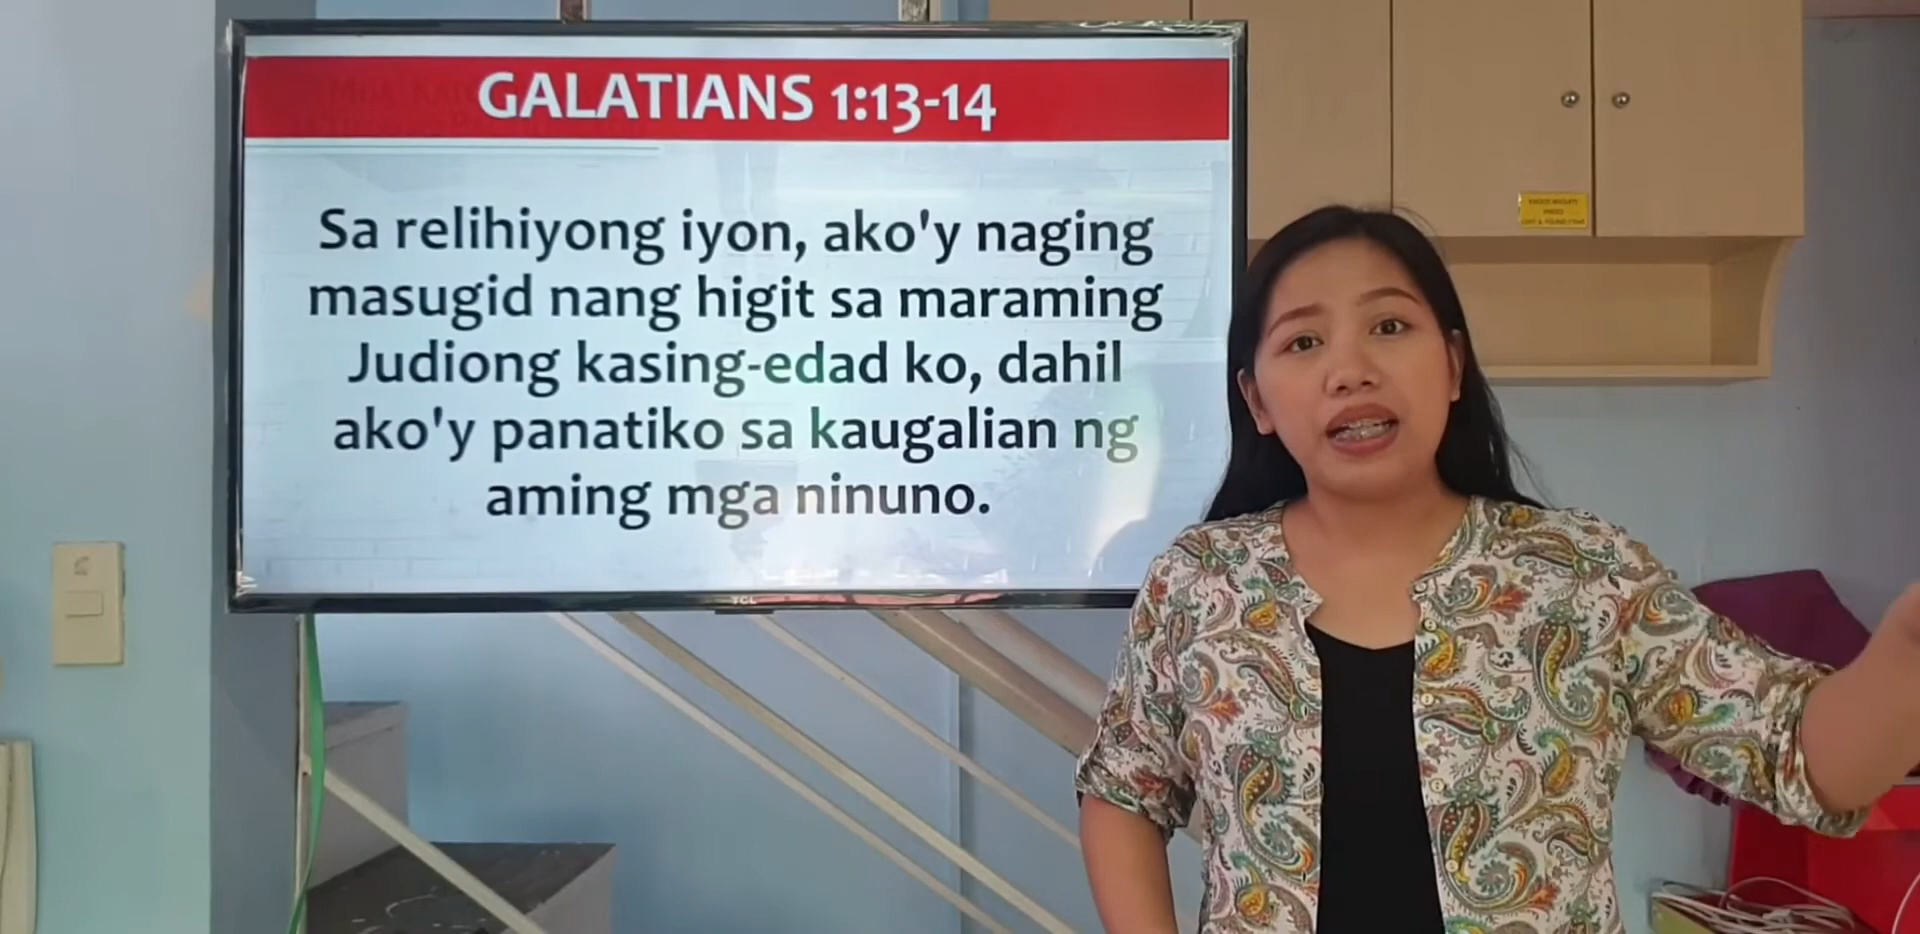 GALATIANS 1:13-14
Sa relihiyong iyon, ako'y naging
masugid nang higit sa maraming
Judiong kasing-edad ko, dahil
ako'y panatiko sa kaugalian ng
aming mga ninuno.
TCL